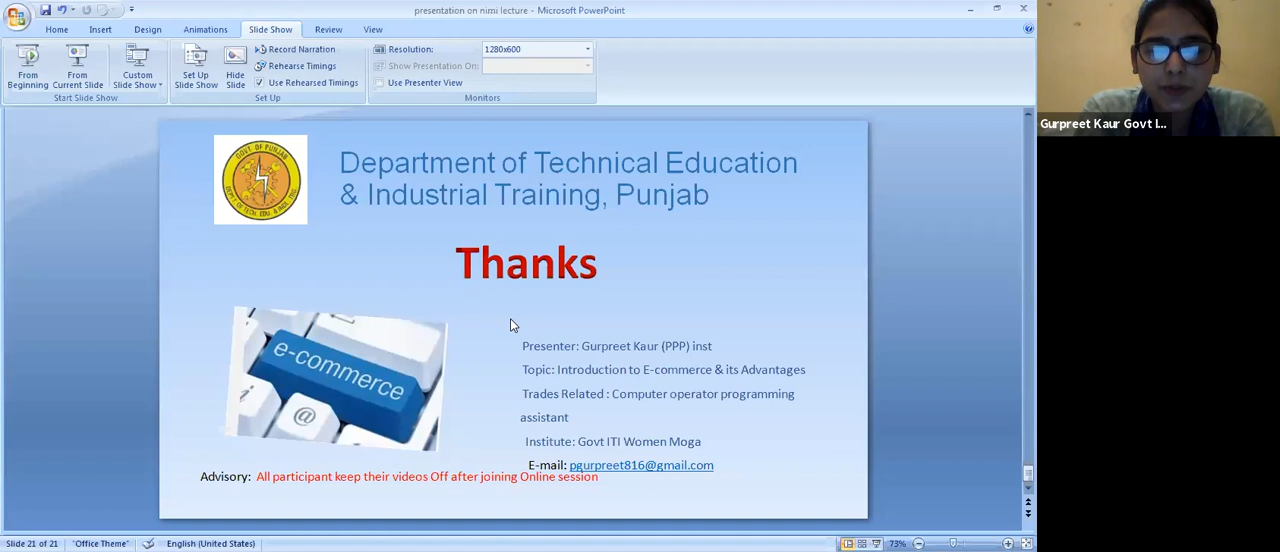 presentation on nimi lecture - Microsoft PowerPoint
Home Insert Design Animations Slide Show Review View
From Beginning
From Current Slide
Custom Slide Show
Start Slide Show
Set Up Slide Show
Hide Slide
Record Narration
Rehearse Timings
Use Rehearsed Timings
Set Up
Resolution: 1280x600
Show Presentation On:
Use Presenter View
Monitors
Gurpreet Kaur Govt I...
GOVT. OF PUNJAB
Department of Technical Education
& Industrial Training, Punjab
Thanks
e-commerce
@
Presenter: Gurpreet Kaur (PPP) inst
Topic: Introduction to E-commerce & its Advantages
Trades Related : Computer operator programming
assistant
Institute: Govt ITI Women Moga
E-mail: pgurpreet816@gmail.com
Advisory: All participant keep their videos Off after joining Online session
Slide 21 of 21 "Office Theme" English (United States) 73%